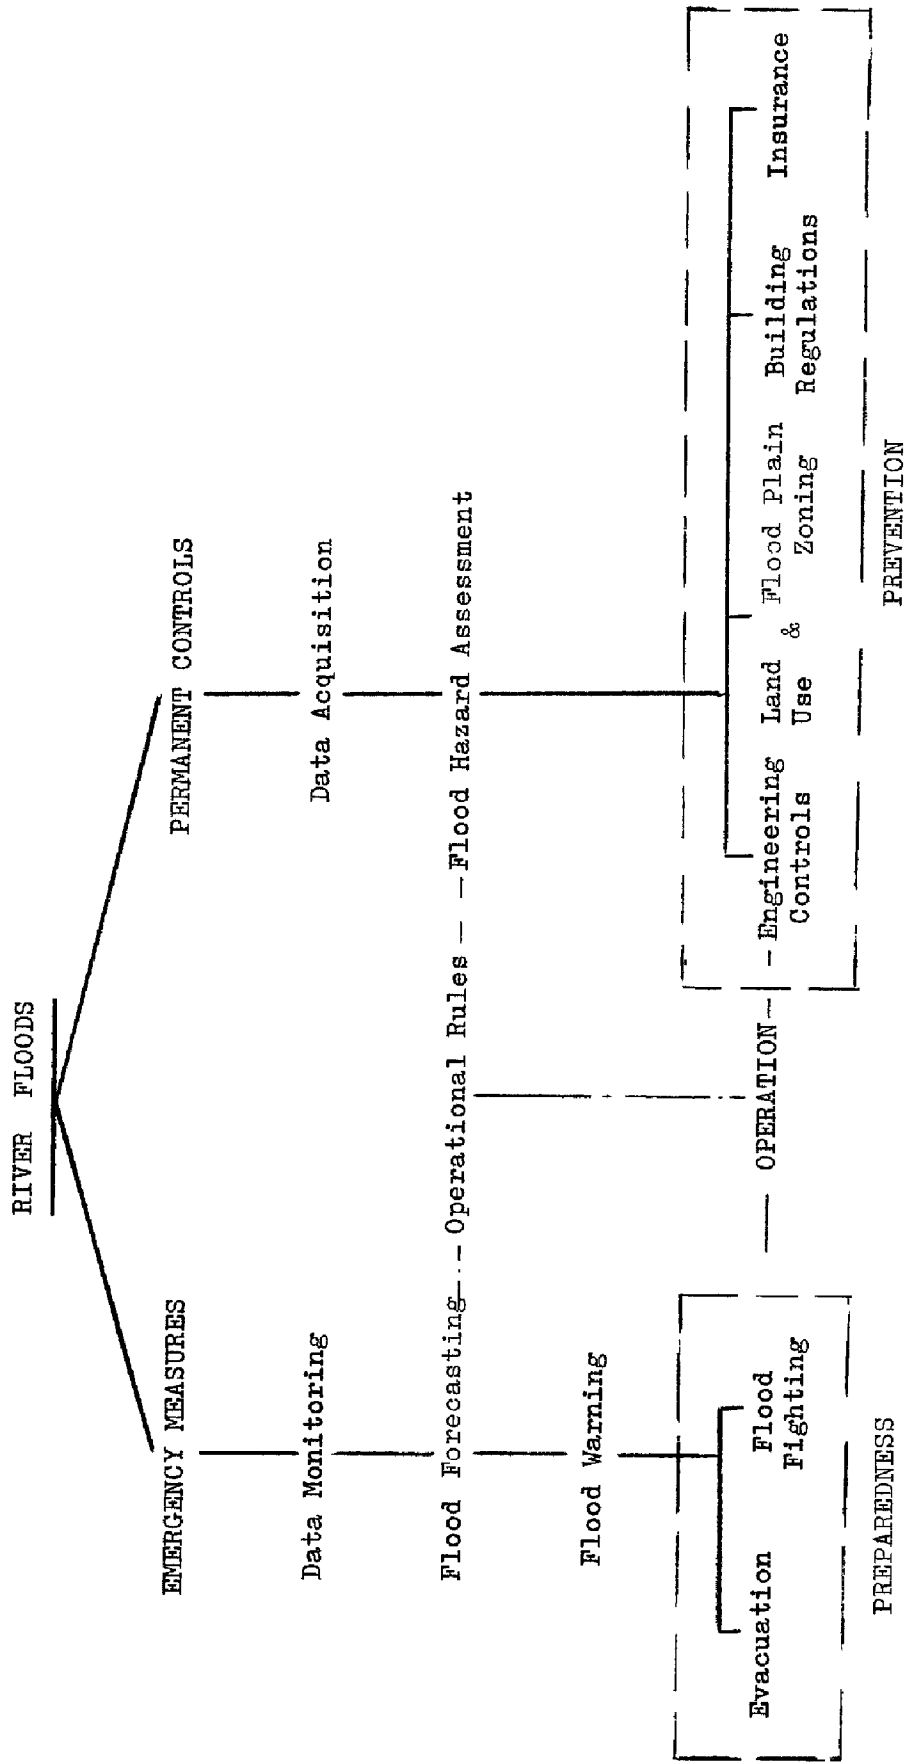 RIVER FLOODS
EMERGENCY MEASURES
PERMANENT CONTROLS
Data Monitoring
Data Acquisition
Flood Forecasting
Operational Rules
Flood Hazard Assessment
Flood Warning
OPERATION
Evacuation
Flood
Fighting
Engineering
Controls
Land
Use
&
Flood Plain
Zoning
Building
Regulations
Insurance
PREPAREDNESS
PREVENTION